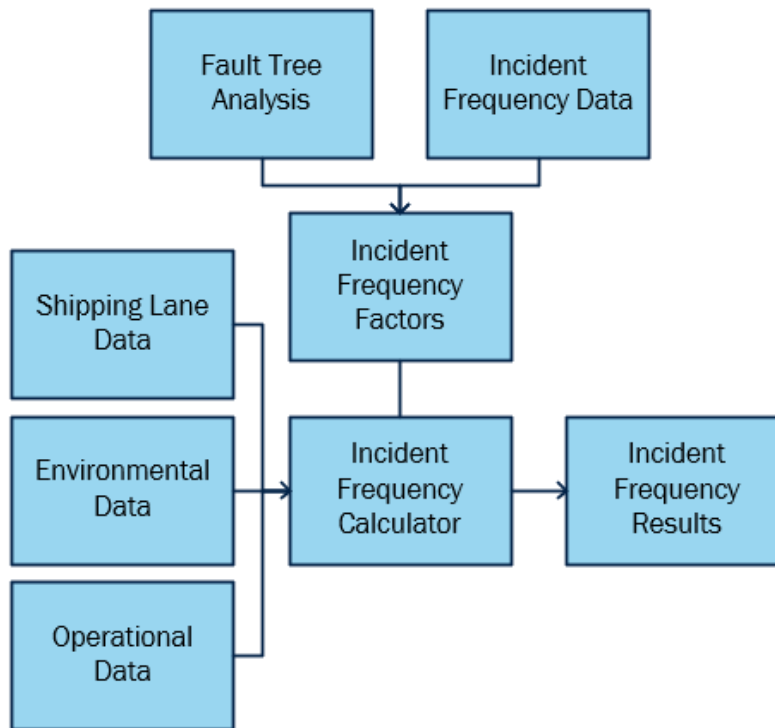 Fault Tree
Analysis
Incident
Frequency Data
Incident
Frequency
Factors
Shipping Lane
Data
Environmental
Data
Operational
Data
Incident
Frequency
Calculator
Incident
Frequency
Results